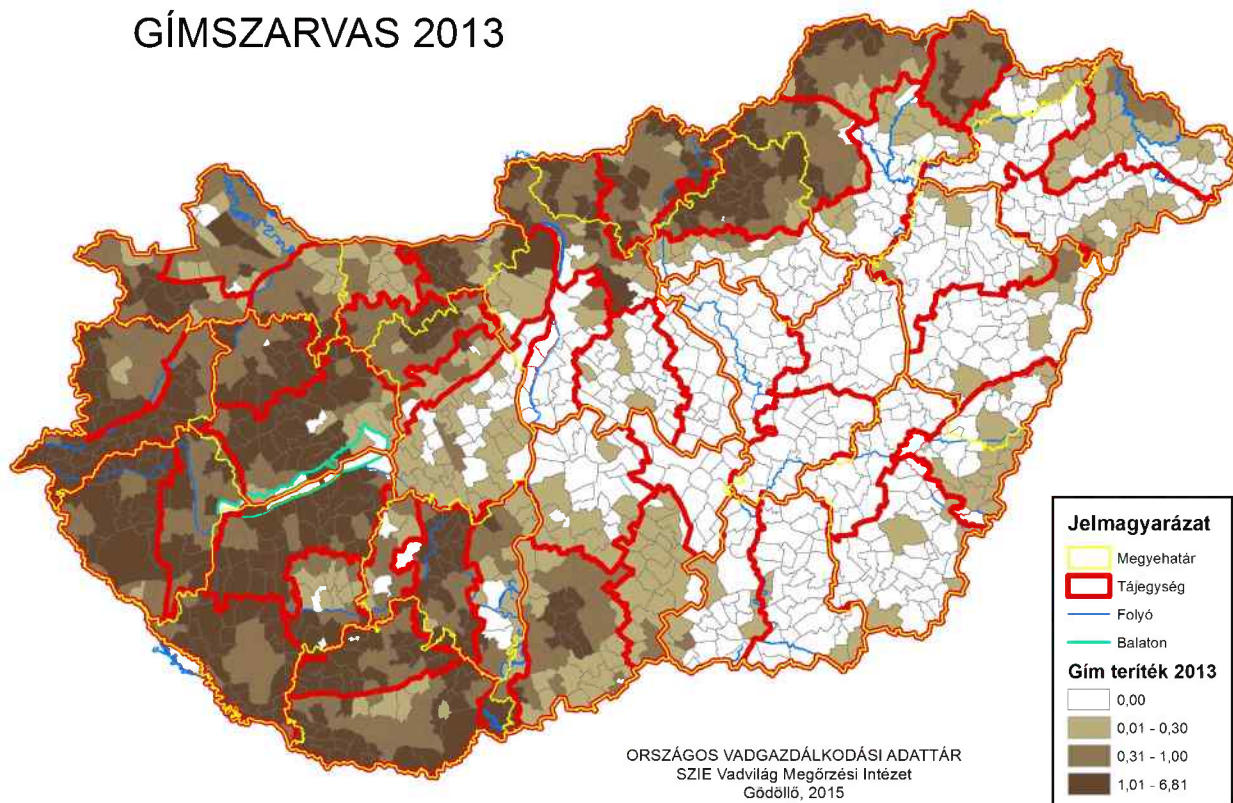 GÍMSZARVAS 2013
Jelmagyarázat
Megyehatár
Tájegység
Folyó
Balaton
Gím teríték 2013
0,00
0,01 - 0,30
0,31 - 1,00
1,01 - 6,81
ORSZÁGOS VADGAZDÁLKODÁSI ADATTÁR
SZIE Vadvilág Megőrzési Intézet
Gödöllő, 2015